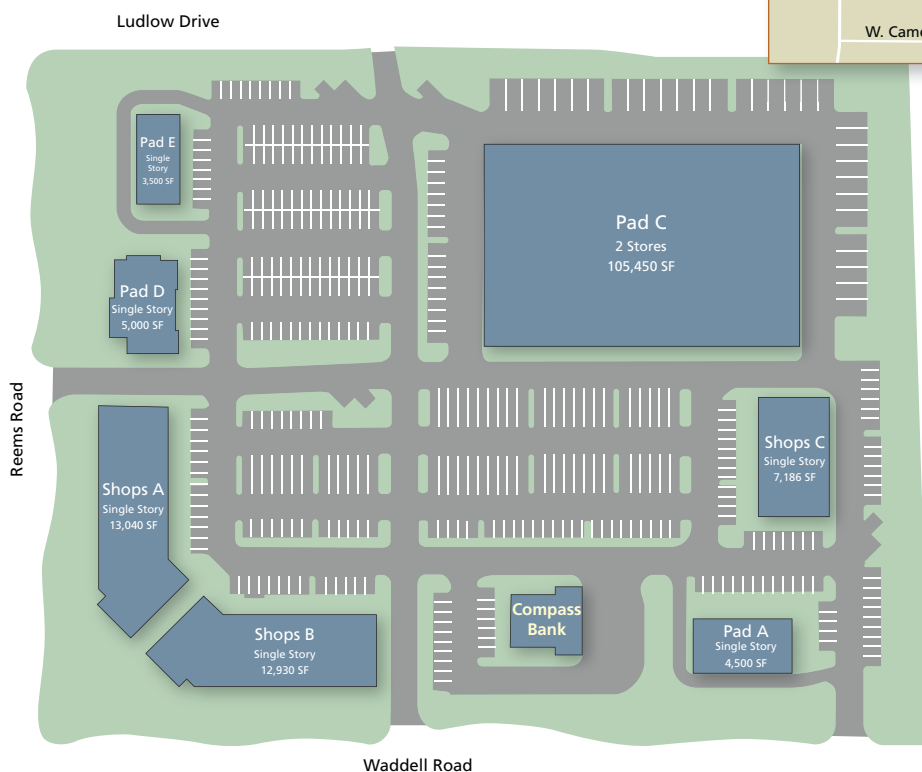 Ludlow Drive
W. Came
Pad E
Single
Story
3,500 SF
Pad C
2 Stores
105,450 SF
Pad D
Single Story
5,000 SF
Reems Road
Shops A
Single Story
13,040 SF
Shops C
Single Story
7,186 SF
Shops B
Single Story
12,930 SF
Compass
Bank
Pad A
Single Story
4,500 SF
Waddell Road